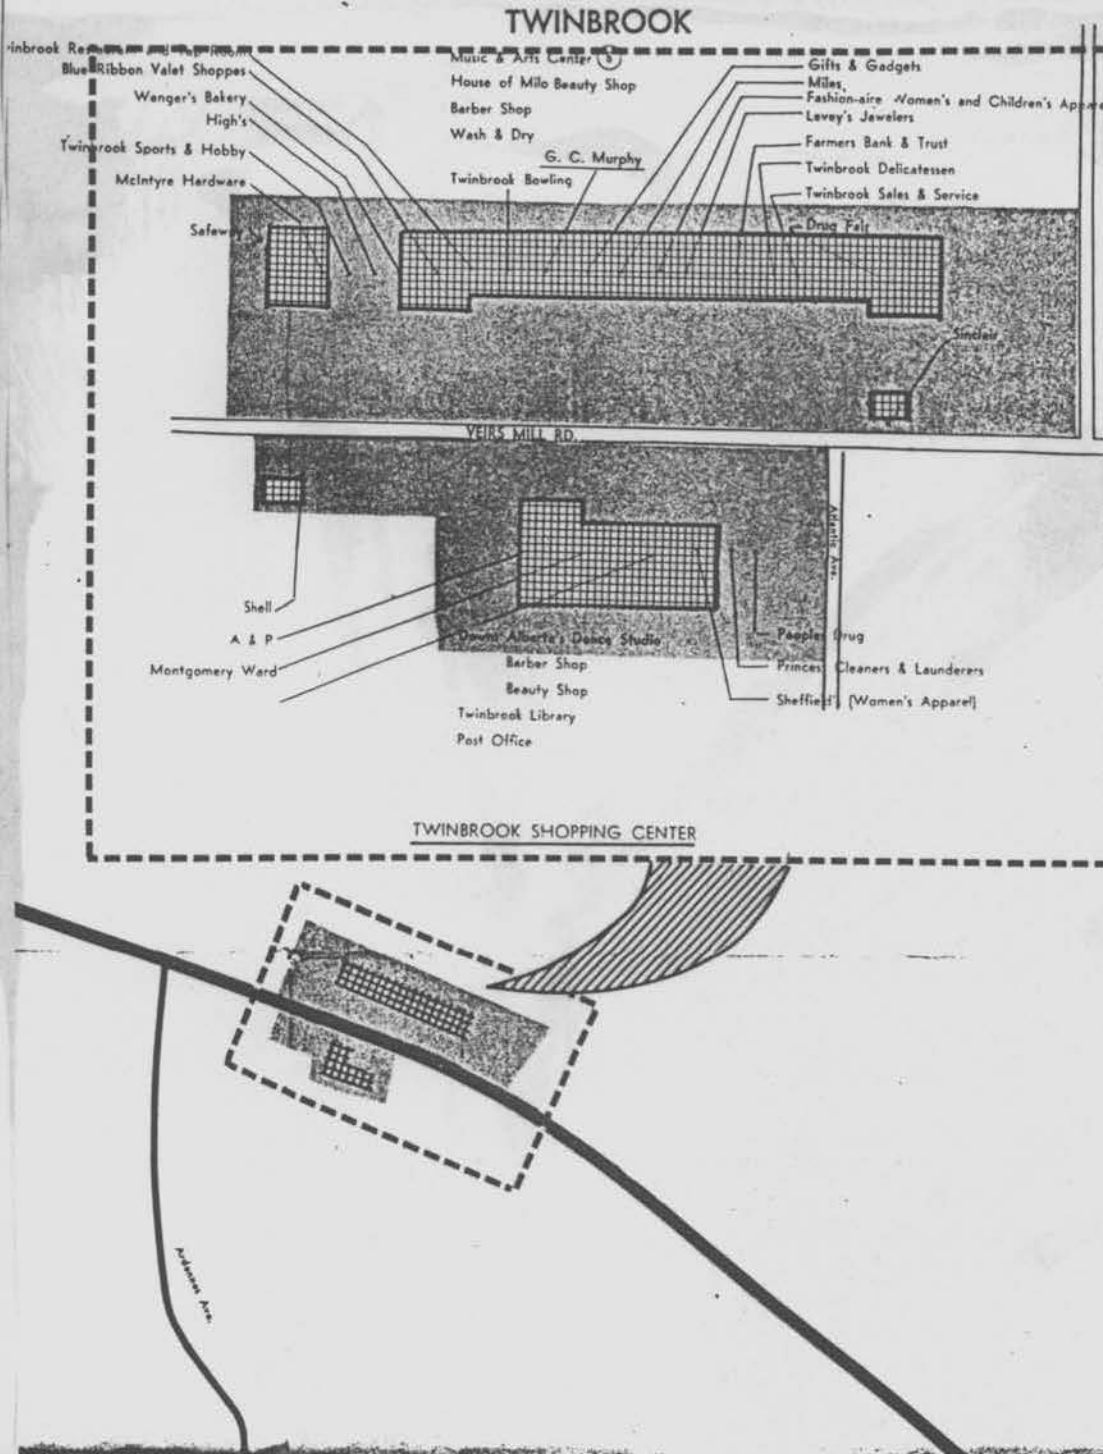 TWINBROOK
Blue Ribbon Valet Shoppes
Wenger's Bakery
High's
Twinbrook Sports & Hobby
McIntyre Hardware
Safeway
Music & Arts Center
House of Milo Beauty Shop
Barber Shop
Wash & Dry
G. C. Murphy
Twinbrook Bowling
Gifts & Gadgets
Miles
Fashion-aire Women's and Children's
Levey's Jewelers
Farmers Bank & Trust
Twinbrook Delicatessen
Twinbrook Sales & Service
Drug Fair
Sinclair
VEIRS MILL RD.
Atlantic Ave.
Shell
A & P
Montgomery Ward
Alberta's Dance Studio
Barber Shop
Beauty Shop
Twinbrook Library
Post Office
Peoples Drug
Princess Cleaners & Launderers
Sheffield's (Women's Apparel)
TWINBROOK SHOPPING CENTER
Ardennes Ave.